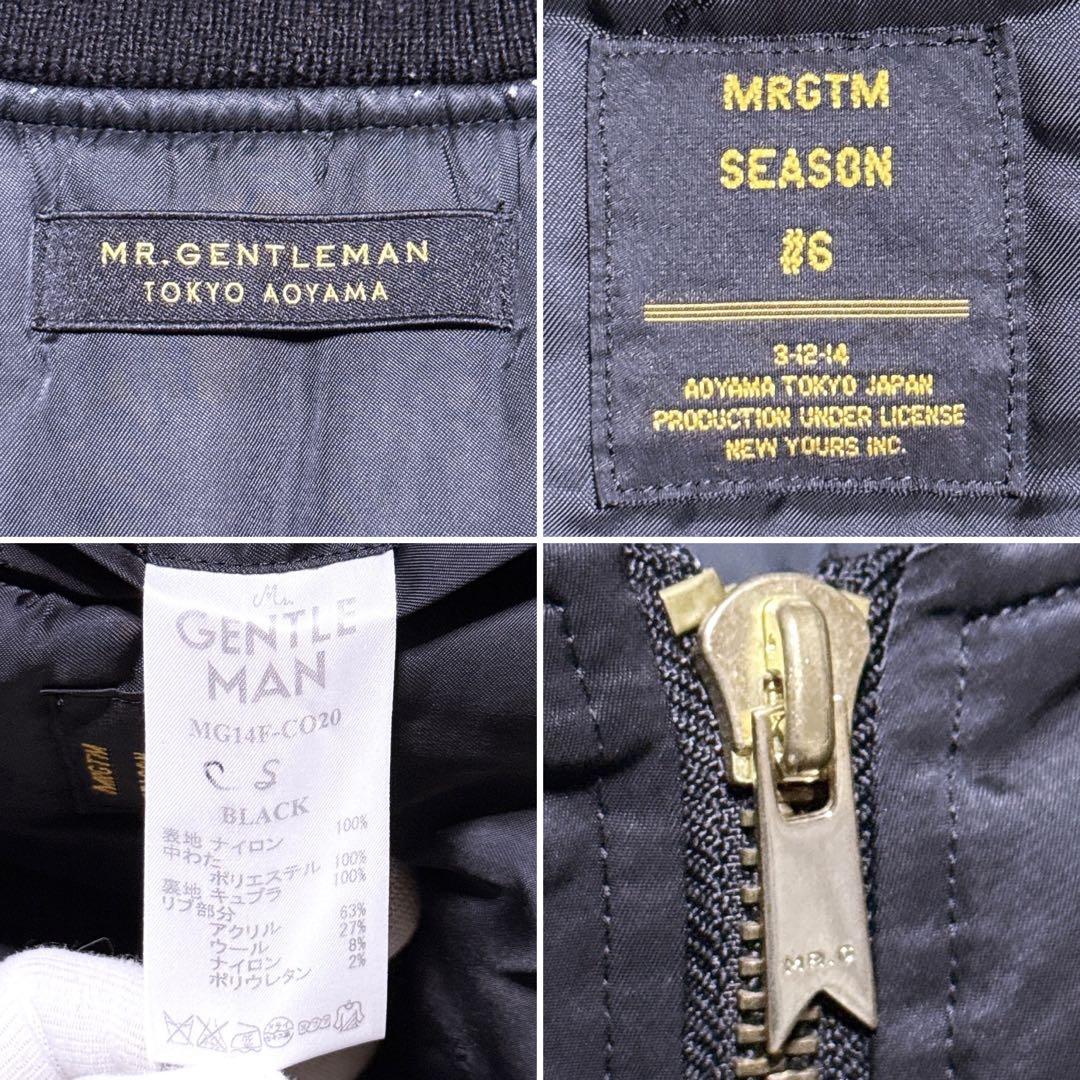 MR.GENTLEMAN
TOKYO AOYAMA
MRGTM
SEASON
#6
3-12-14
AOYAMA TOKYO JAPAN
PRODUCTION UNDER LICENSE
NEW YOURS INC.
Mr.
GENTLE
MAN
MG14F-CO20
S
BLACK
表地 ナイロン 100%
中わた
ポリエステル 100%
裏地 キュプラ 100%
リブ部分
アクリル 63%
ウール 27%
ナイロン 8%
ポリウレタン 2%
MRGTM
MR.G